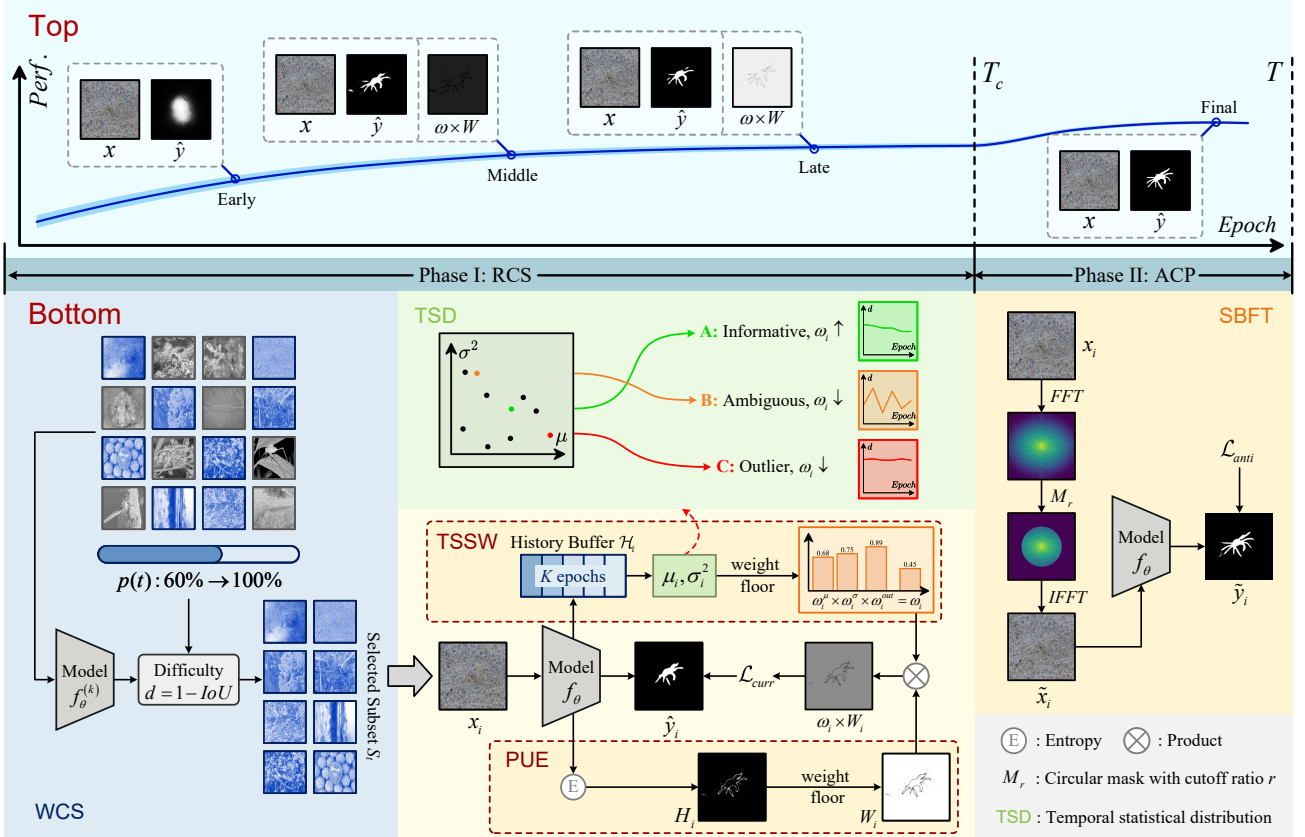 Top
Perf.
x
ŷ
Early
x
ŷ
ω×W
Middle
x
ŷ
ω×W
Late
T_c
T
Final
x
ŷ
Epoch
Phase I: RCS
Phase II: ACP
Bottom
p(t) : 60% → 100%
Model
f_θ^(k)
Difficulty
d = 1 − IoU
Selected Subset S_t
WCS
TSD
σ²
μ
A: Informative, ω_i ↑
B: Ambiguous, ω_i ↓
C: Outlier, ω_i ↓
d
Epoch
d
Epoch
d
Epoch
TSSW
History Buffer ℋ_i
K epochs
μ_i, σ_i²
weight
floor
0.68
0.75
0.89
0.45
ω_i^μ × ω_i^σ × ω_i^out = ω_i
x_i
Model
f_θ
ŷ_i
ℒ_curr
ω_i × W_i
PUE
E
H_i
weight
floor
W_i
SBFT
x_i
FFT
M_r
IFFT
x̃_i
Model
f_θ
ℒ_anti
ỹ_i
E : Entropy
⊗ : Product
M_r : Circular mask with cutoff ratio r
TSD : Temporal statistical distribution